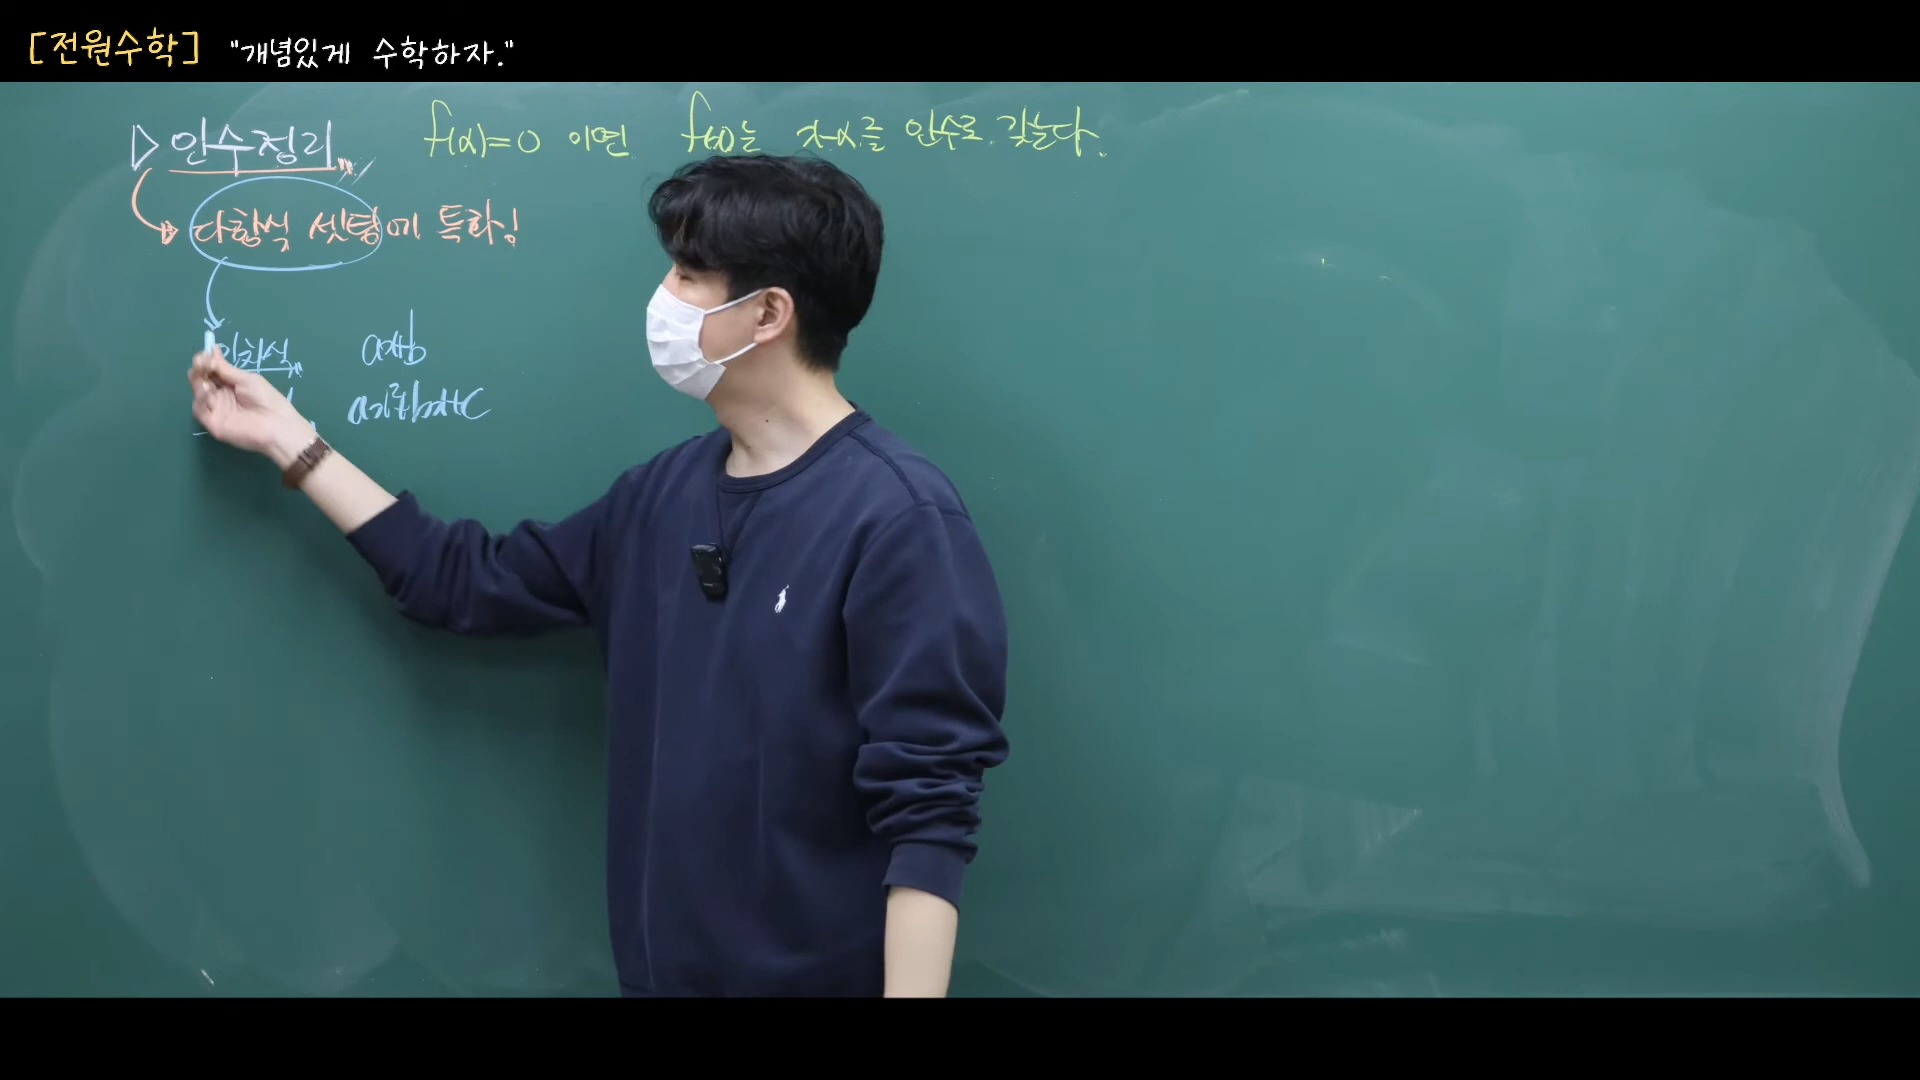 [전원수학] "개념있게 수학하자."
▷ 인수정리 f(α)=0 이면 f(x)는 x-α를 인수로 갖는다.
다항식 셋팅에 특화!
일차식 ax+b
ax²+bx+c